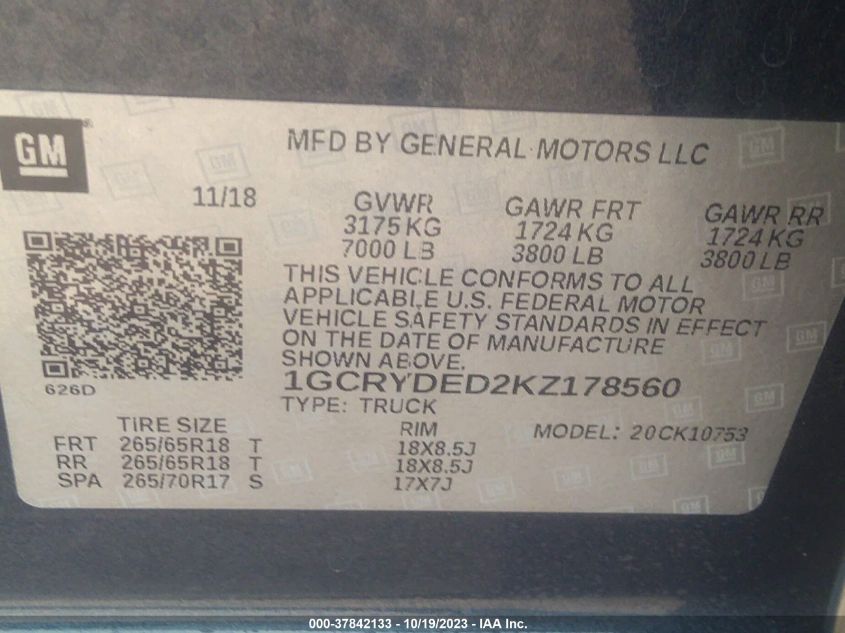 GM
MFD BY GENERAL MOTORS LLC
11/18
GVWR GAWR FRT GAWR RR
3175 KG 1724 KG 1724 KG
7000 LB 3800 LB 3800 LB
THIS VEHICLE CONFORMS TO ALL
APPLICABLE U.S. FEDERAL MOTOR
VEHICLE SAFETY STANDARDS IN EFFECT
ON THE DATE OF MANUFACTURE
SHOWN ABOVE.
626D
1GCRYDED2KZ178560
TYPE: TRUCK
TIRE SIZE RIM MODEL: 20CK10753
FRT 265/65R18 T 18X8.5J
RR 265/65R18 T 18X8.5J
SPA 265/70R17 S 17X7J
000-37842133 - 10/19/2023 - IAA Inc.